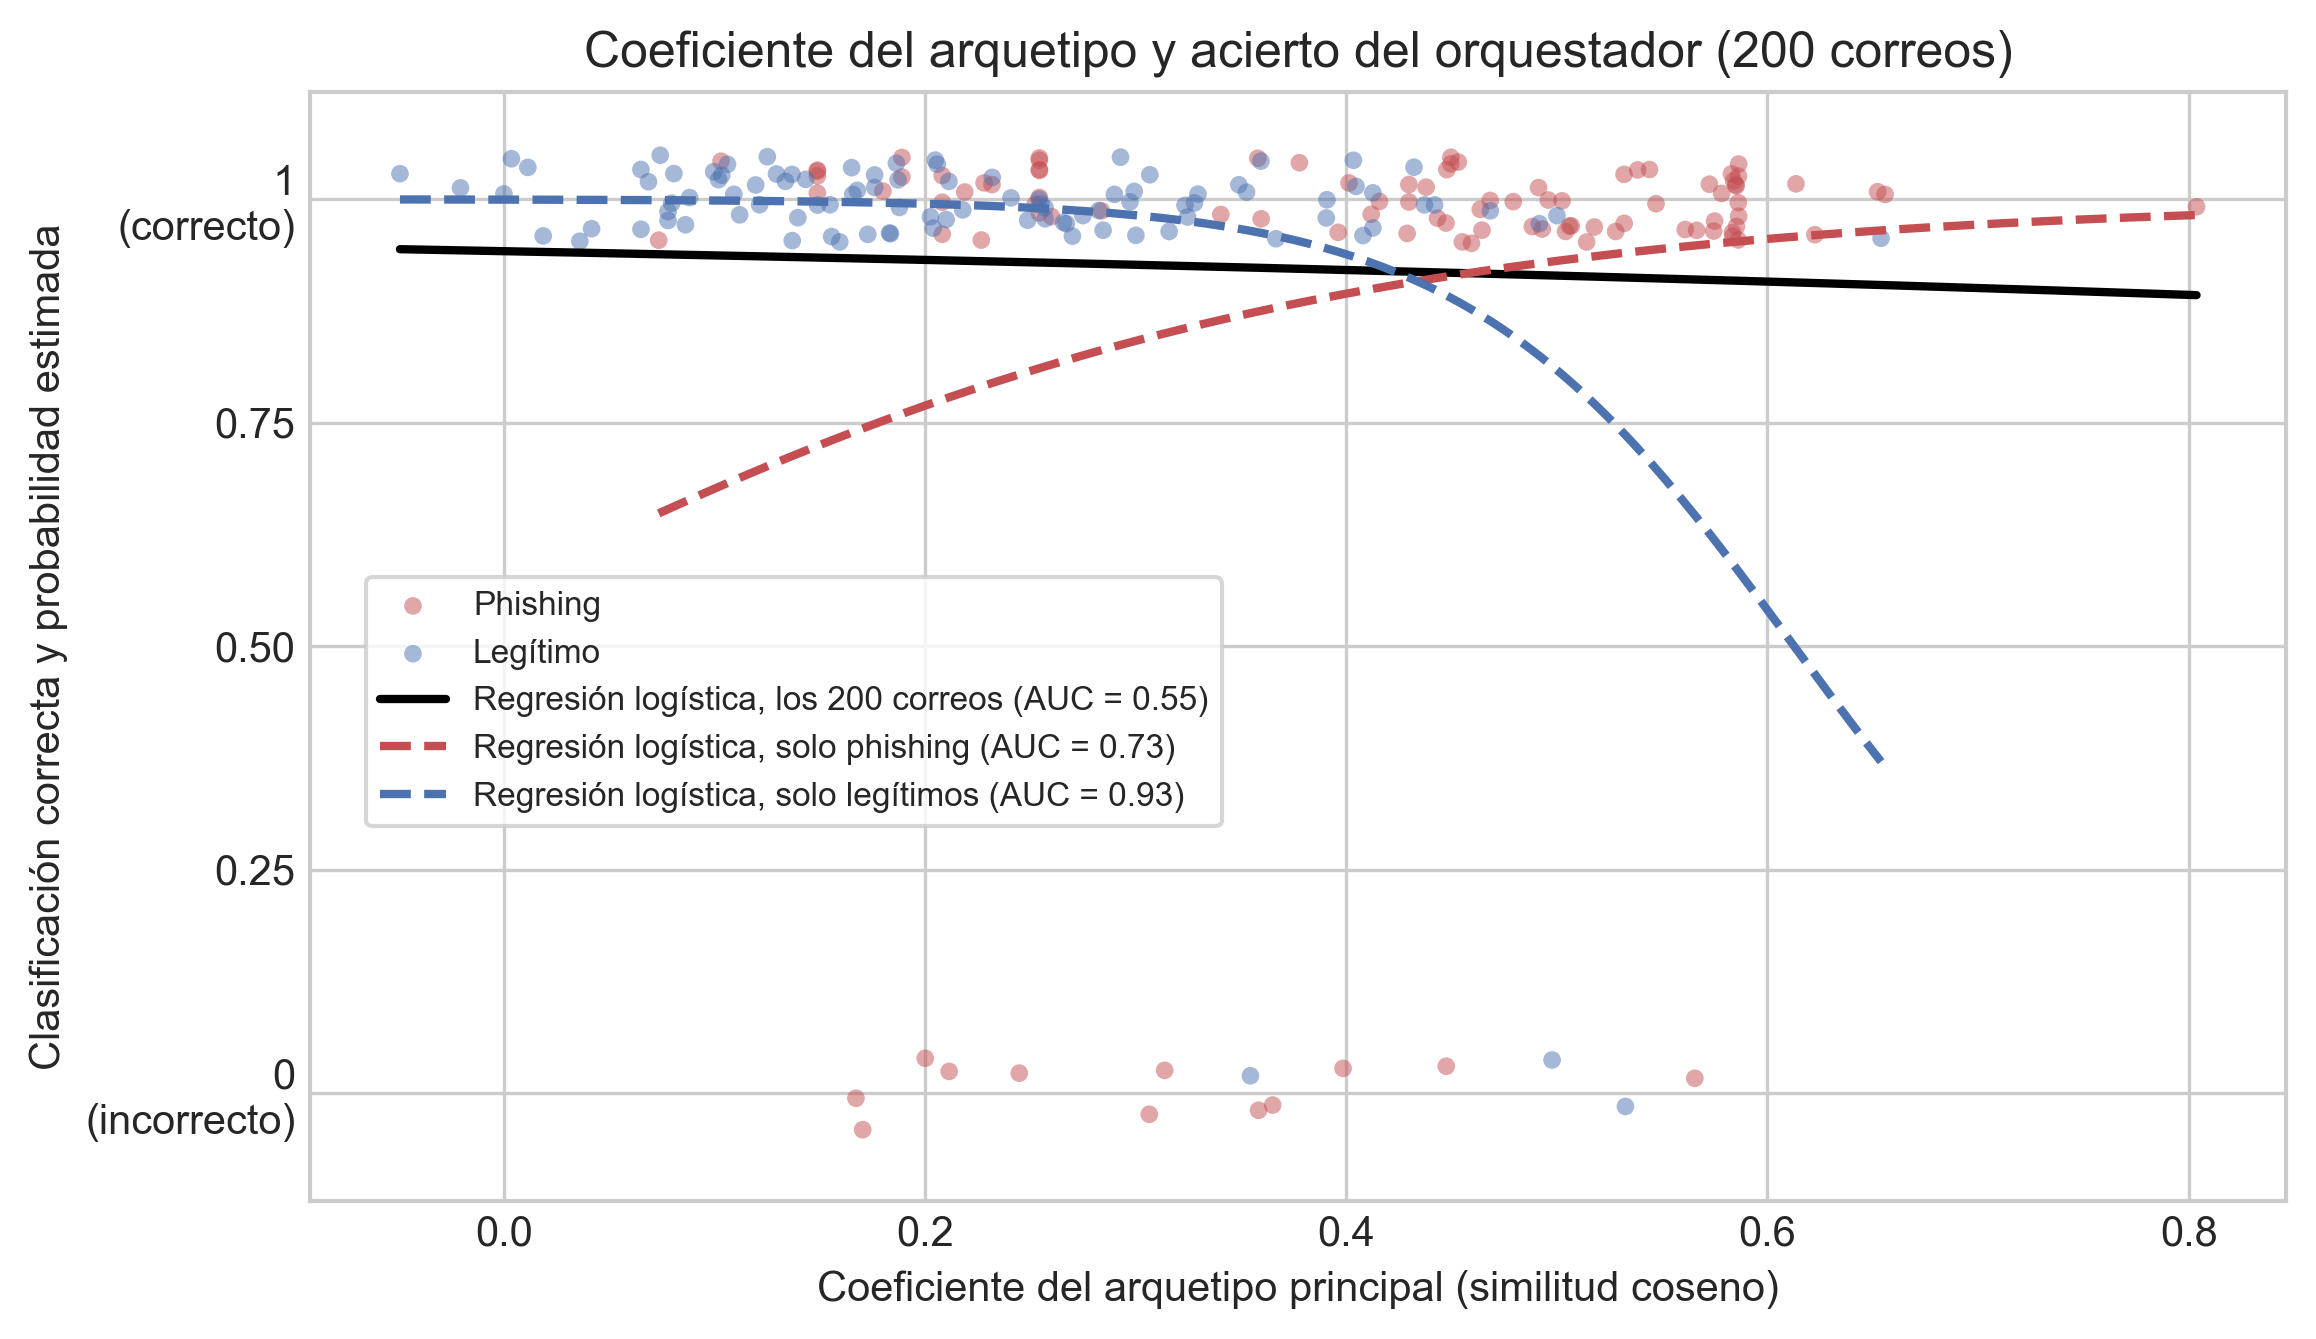 Coeficiente del arquetipo y acierto del orquestador (200 correos)
Clasificación correcta y probabilidad estimada
1
(correcto)
0.75
0.50
0.25
0
(incorrecto)
Phishing
Legítimo
Regresión logística, los 200 correos (AUC = 0.55)
Regresión logística, solo phishing (AUC = 0.73)
Regresión logística, solo legítimos (AUC = 0.93)
0.0 0.2 0.4 0.6 0.8
Coeficiente del arquetipo principal (similitud coseno)